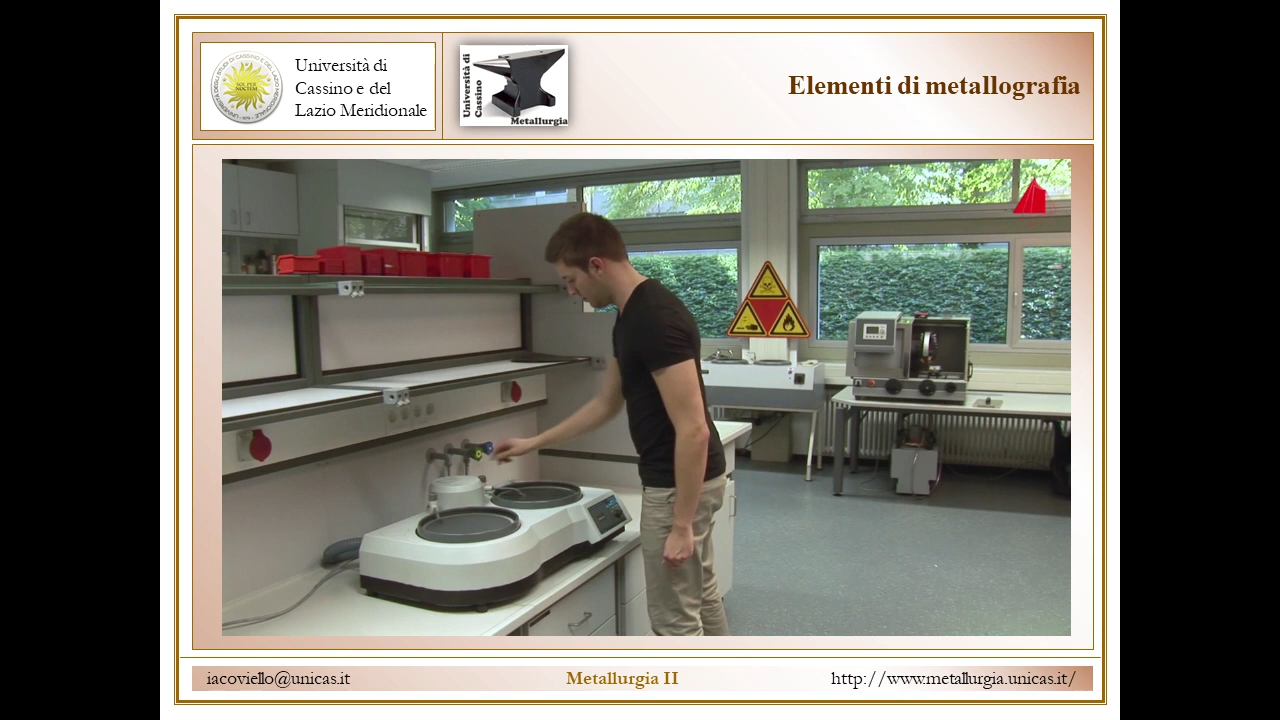 Università di
Cassino e del
Lazio Meridionale
Università di
Cassino
Metallurgia
Elementi di metallografia
iacoviello@unicas.it
Metallurgia II
http://www.metallurgia.unicas.it/